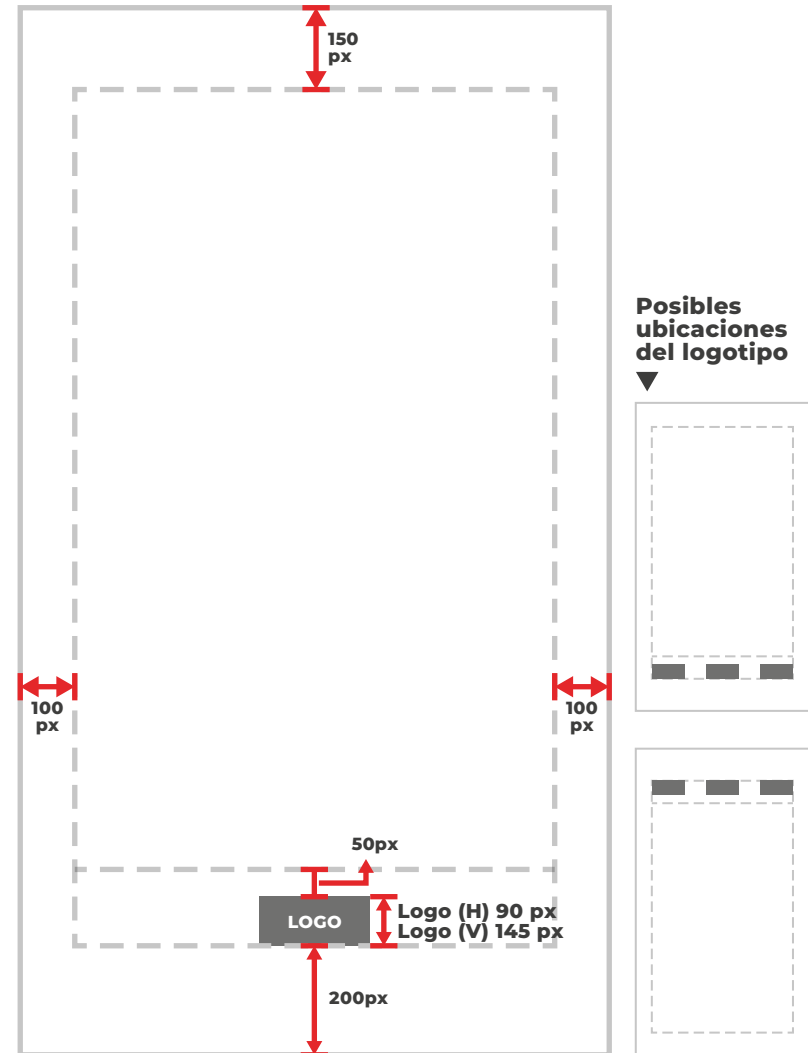 150
px
Posibles
ubicaciones
del logotipo
100
px
100
px
50px
LOGO
Logo (H) 90 px
Logo (V) 145 px
200px